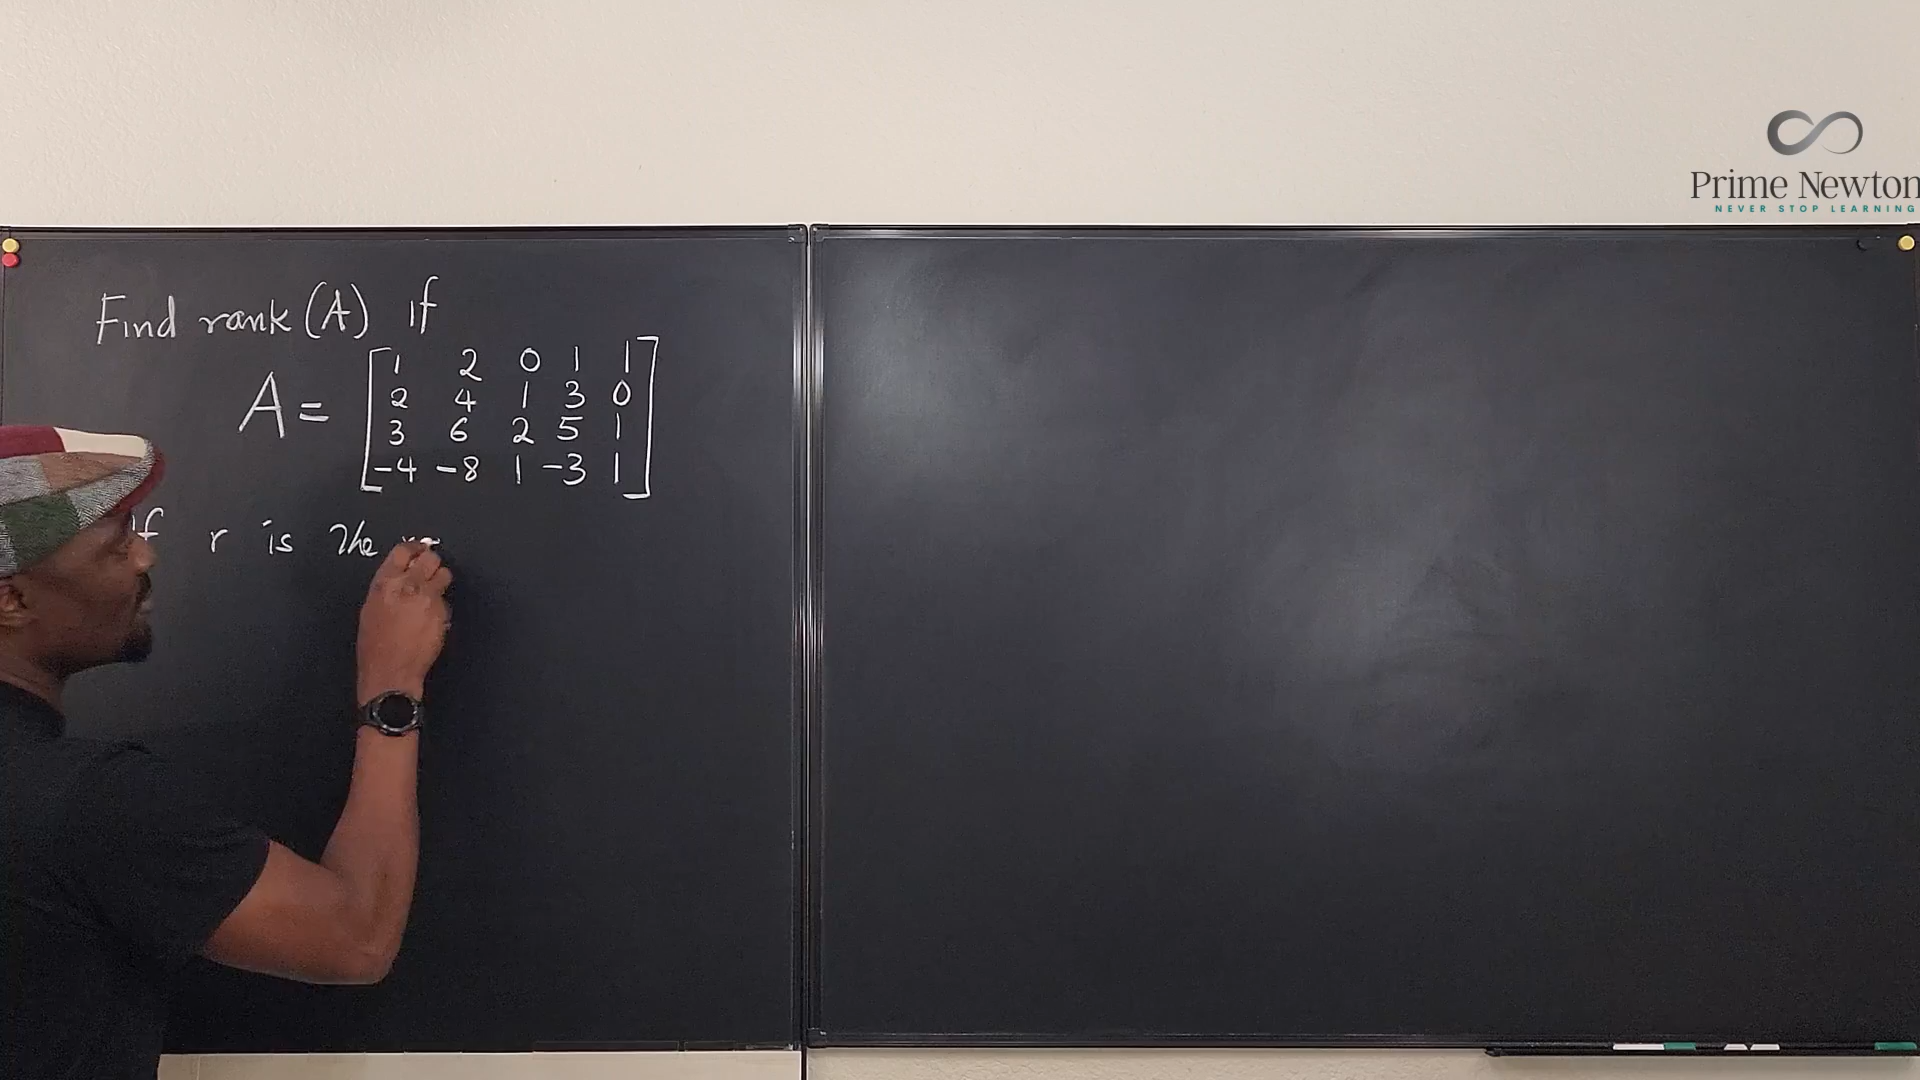 Prime Newton
NEVER STOP LEARNING
Find rank (A) if
A = [1 2 0 1 1
2 4 1 3 0
3 6 2 5 1
-4 -8 1 -3 1]
r is the